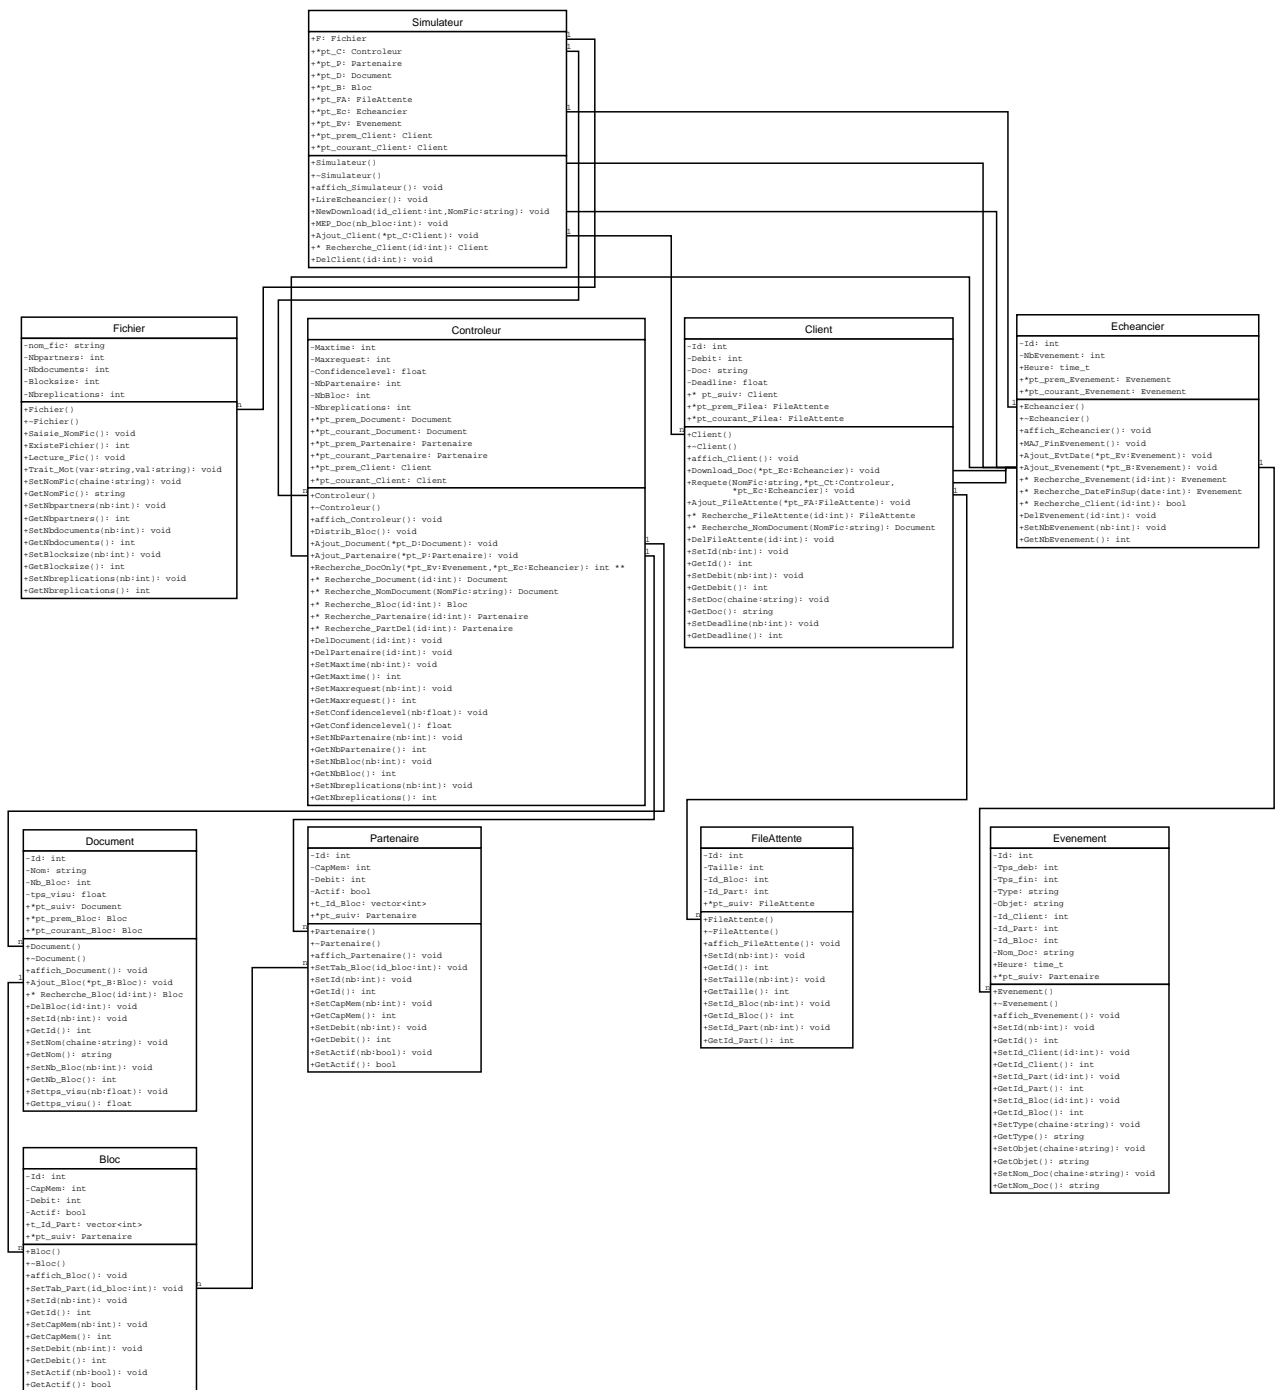 Simulateur
+F: Fichier
+*pt_C: Controleur
+*pt_P: Partenaire
+*pt_D: Document
+*pt_B: Bloc
+*pt_FA: FileAttente
+*pt_Ec: Echeancier
+*pt_Ev: Evenement
+*pt_prem_Client: Client
+*pt_courant_Client: Client
+Simulateur()
+~Simulateur()
+affich_Simulateur(): void
+LireEcheancier(): void
+NewDownload(id_client:int,NomFic:string): void
+MEP_Doc(nb_bloc:int): void
+Ajout_Client(*pt_C:Client): void
+* Recherche_Client(id:int): Client
+DelClient(id:int): void
1
1
1
1
Fichier
-nom_fic: string
-Nbpartners: int
-Nbdocuments: int
-Blocksize: int
-Nbreplications: int
+Fichier()
+~Fichier()
+Saisie_NomFic(): void
+ExisteFichier(): int
+Lecture_Fic(): void
+Trait_Mot(var:string,val:string): void
+SetNomFic(chaine:string): void
+GetNomFic(): string
+SetNbpartners(nb:int): void
+GetNbpartners(): int
+SetNbdocuments(nb:int): void
+GetNbdocuments(): int
+SetBlocksize(nb:int): void
+GetBlocksize(): int
+SetNbreplications(nb:int): void
+GetNbreplications(): int
n
Controleur
-Maxtime: int
-Maxrequest: int
-Confidencelevel: float
-NbPartenaire: int
-NbBloc: int
-Nbreplications: int
+*pt_prem_Document: Document
+*pt_courant_Document: Document
+*pt_prem_Partenaire: Partenaire
+*pt_courant_Partenaire: Partenaire
+*pt_prem_Client: Client
+*pt_courant_Client: Client
n
+Controleur()
+~Controleur()
+affich_Controleur(): void
+Distrib_Bloc(): void
+Ajout_Document(*pt_D:Document): void
+Ajout_Partenaire(*pt_P:Partenaire): void
+Recherche_DocOnly(*pt_Ev:Evenement,*pt_Ec:Echeancier): int **
+* Recherche_Document(id:int): Document
+* Recherche_NomDocument(NomFic:string): Document
+* Recherche_Bloc(id:int): Bloc
+* Recherche_Partenaire(id:int): Partenaire
+* Recherche_PartDel(id:int): Partenaire
+DelDocument(id:int): void
+DelPartenaire(id:int): void
+SetMaxtime(nb:int): void
+GetMaxtime(): int
+SetMaxrequest(nb:int): void
+GetMaxrequest(): int
+SetConfidencelevel(nb:float): void
+GetConfidencelevel(): float
+SetNbPartenaire(nb:int): void
+GetNbPartenaire(): int
+SetNbBloc(nb:int): void
+GetNbBloc(): int
+SetNbreplications(nb:int): void
+GetNbreplications(): int
1
1
Client
-Id: int
-Debit: int
-Doc: string
-Deadline: float
+* pt_suiv: Client
+*pt_prem_Filea: FileAttente
+*pt_courant_Filea: FileAttente
n
+Client()
+~Client()
+affich_Client(): void
+Download_Doc(*pt_Ec:Echeancier): void
+Requete(NomFic:string,*pt_Ct:Controleur,
*pt_Ec:Echeancier): void
+Ajout_FileAttente(*pt_FA:FileAttente): void
+* Recherche_FileAttente(id:int): FileAttente
+* Recherche_NomDocument(NomFic:string): Document
+DelFileAttente(id:int): void
+SetId(nb:int): void
+GetId(): int
+SetDebit(nb:int): void
+GetDebit(): int
+SetDoc(chaine:string): void
+GetDoc(): string
+SetDeadline(nb:int): void
+GetDeadline(): int
1
Echeancier
-Id: int
-NbEvenement: int
+Heure: time_t
+*pt_prem_Evenement: Evenement
+*pt_courant_Evenement: Evenement
1
+Echeancier()
+~Echeancier()
+affich_Echeancier(): void
+MAJ_FinEvenement(): void
+Ajout_EvtDate(*pt_Ev:Evenement): void
+Ajout_Evenement(*pt_B:Evenement): void
+* Recherche_Evenement(id:int): Evenement
+* Recherche_DateFinSup(date:int): Evenement
+* Recherche_Client(id:int): bool
+DelEvenement(id:int): void
+SetNbEvenement(nb:int): void
+GetNbEvenement(): int
1
Document
-Id: int
-Nom: string
-Nb_Bloc: int
-tps_visu: float
+*pt_suiv: Document
+*pt_prem_Bloc: Bloc
+*pt_courant_Bloc: Bloc
n
+Document()
+~Document()
+affich_Document(): void
1
+Ajout_Bloc(*pt_B:Bloc): void
+* Recherche_Bloc(id:int): Bloc
+DelBloc(id:int): void
+SetId(nb:int): void
+GetId(): int
+SetNom(chaine:string): void
+GetNom(): string
+SetNb_Bloc(nb:int): void
+GetNb_Bloc(): int
+Settps_visu(nb:float): void
+Gettps_visu(): float
Partenaire
-Id: int
-CapMem: int
-Debit: int
-Actif: bool
+t_Id_Bloc: vector<int>
+*pt_suiv: Partenaire
n
+Partenaire()
+~Partenaire()
+affich_Partenaire(): void
n
+SetTab_Bloc(id_bloc:int): void
+SetId(nb:int): void
+GetId(): int
+SetCapMem(nb:int): void
+GetCapMem(): int
+SetDebit(nb:int): void
+GetDebit(): int
+SetActif(nb:bool): void
+GetActif(): bool
FileAttente
-Id: int
-Taille: int
-Id_Bloc: int
-Id_Part: int
+*pt_suiv: FileAttente
n
+FileAttente()
+~FileAttente()
+affich_FileAttente(): void
+SetId(nb:int): void
+GetId(): int
+SetTaille(nb:int): void
+GetTaille(): int
+SetId_Bloc(nb:int): void
+GetId_Bloc(): int
+SetId_Part(nb:int): void
+GetId_Part(): int
Evenement
-Id: int
-Tps_deb: int
-Tps_fin: int
-Type: string
-Objet: string
-Id_Client: int
-Id_Part: int
-Id_Bloc: int
-Nom_Doc: string
+Heure: time_t
+*pt_suiv: Partenaire
n
+Evenement()
+~Evenement()
+affich_Evenement(): void
+SetId(nb:int): void
+GetId(): int
+SetId_Client(id:int): void
+GetId_Client(): int
+SetId_Part(id:int): void
+GetId_Part(): int
+SetId_Bloc(id:int): void
+GetId_Bloc(): int
+SetType(chaine:string): void
+GetType(): string
+SetObjet(chaine:string): void
+GetObjet(): string
+SetNom_Doc(chaine:string): void
+GetNom_Doc(): string
Bloc
-Id: int
-CapMem: int
-Debit: int
-Actif: bool
+t_Id_Part: vector<int>
+*pt_suiv: Partenaire
n
+Bloc()
+~Bloc()
+affich_Bloc(): void
+SetTab_Part(id_bloc:int): void
n
+SetId(nb:int): void
+GetId(): int
+SetCapMem(nb:int): void
+GetCapMem(): int
+SetDebit(nb:int): void
+GetDebit(): int
+SetActif(nb:bool): void
+GetActif(): bool